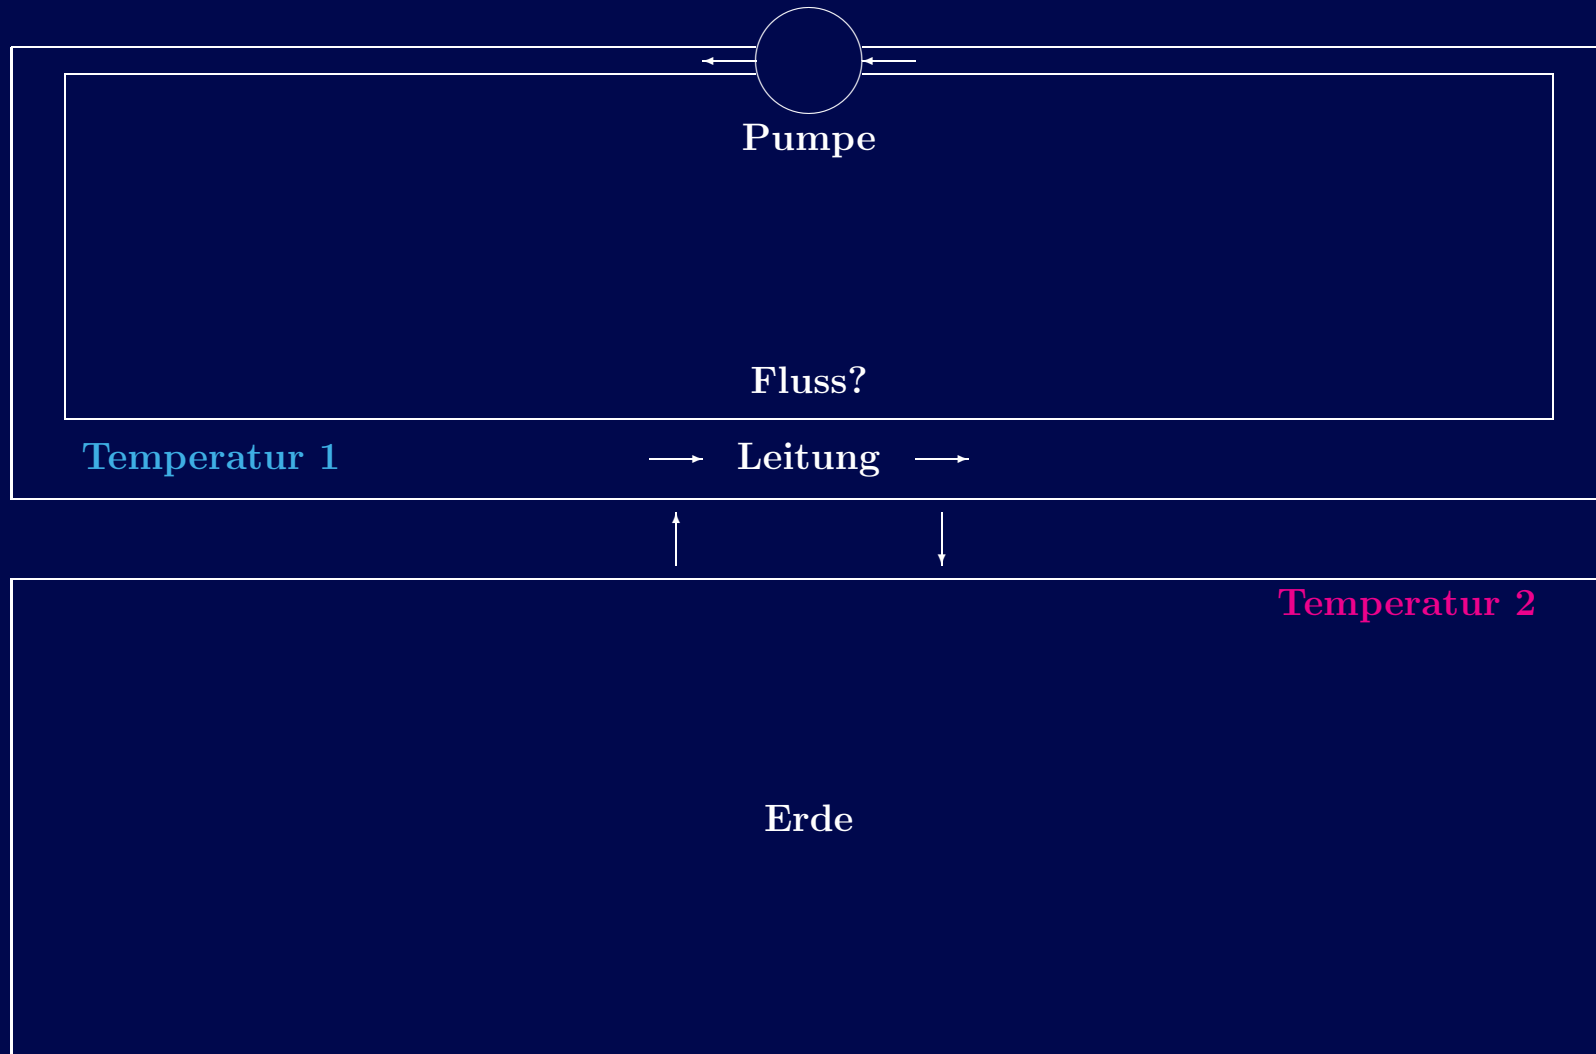 Pumpe
Fluss?
Temperatur 1
Leitung
Temperatur 2
Erde